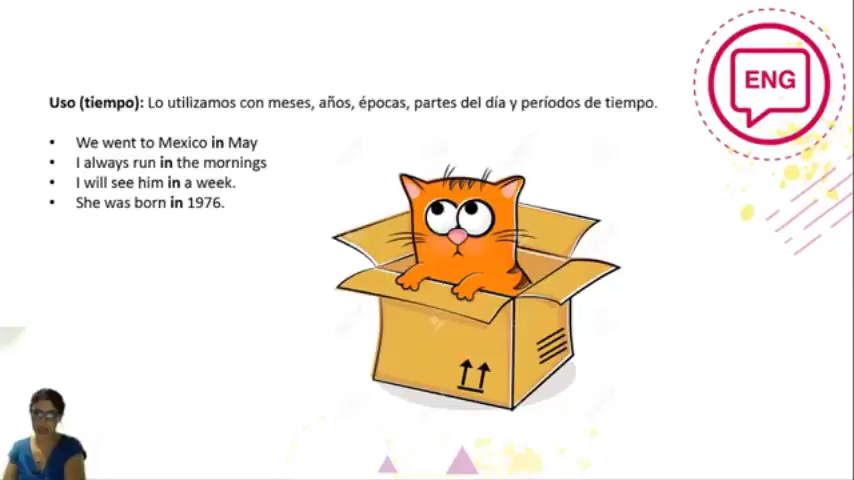 ENG
Uso (tiempo): Lo utilizamos con meses, años, épocas, partes del día y períodos de tiempo.
• We went to Mexico in May
• I always run in the mornings
• I will see him in a week.
• She was born in 1976.